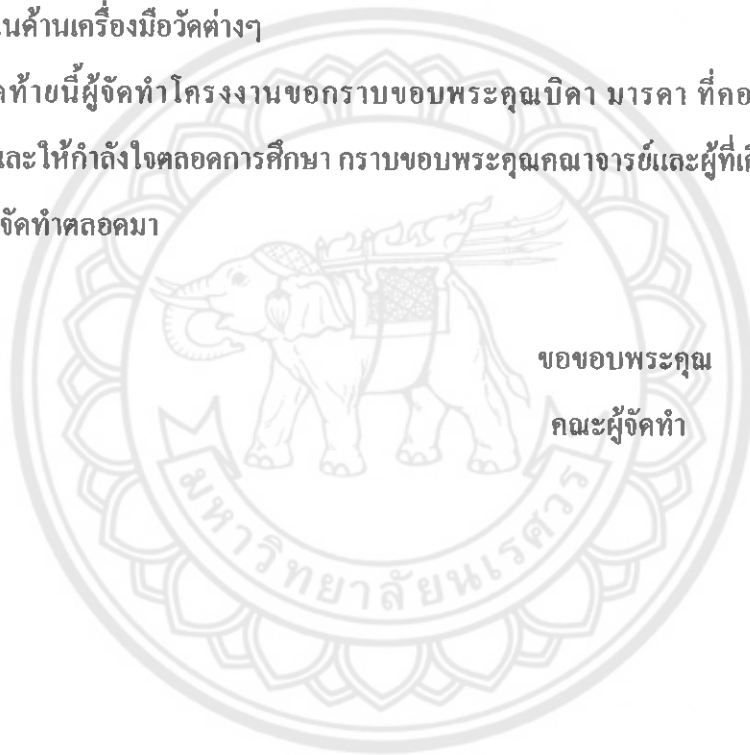 นด้านเครื่องมือวัดต่างๆ
ท้ายนี้ผู้จัดทำโครงงานขอกราบขอบพระคุณบิดา มารดา ที่คอ
และให้กำลังใจตลอดการศึกษา กราบขอบพระคุณคณาจารย์และผู้ที่เกี
จัดทำตลอดมา
ขอขอบพระคุณ
คณะผู้จัดทำ
มหาวิทยาลัยนเรศวร